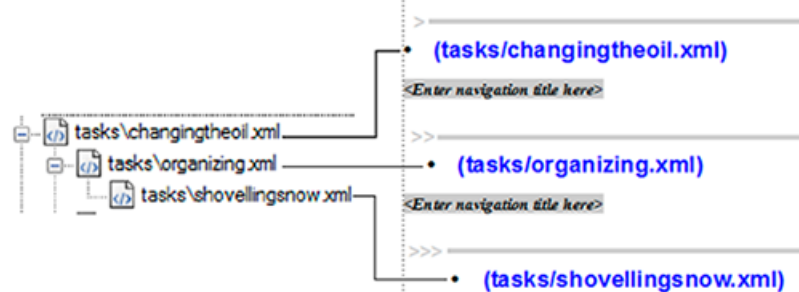 >
• (tasks/changingtheoil.xml)
<Enter navigation title here>
tasks\changingtheoil.xml
>>
tasks\organizing.xml
• (tasks/organizing.xml)
tasks\shovellingsnow.xml
<Enter navigation title here>
>>>
• (tasks/shovellingsnow.xml)